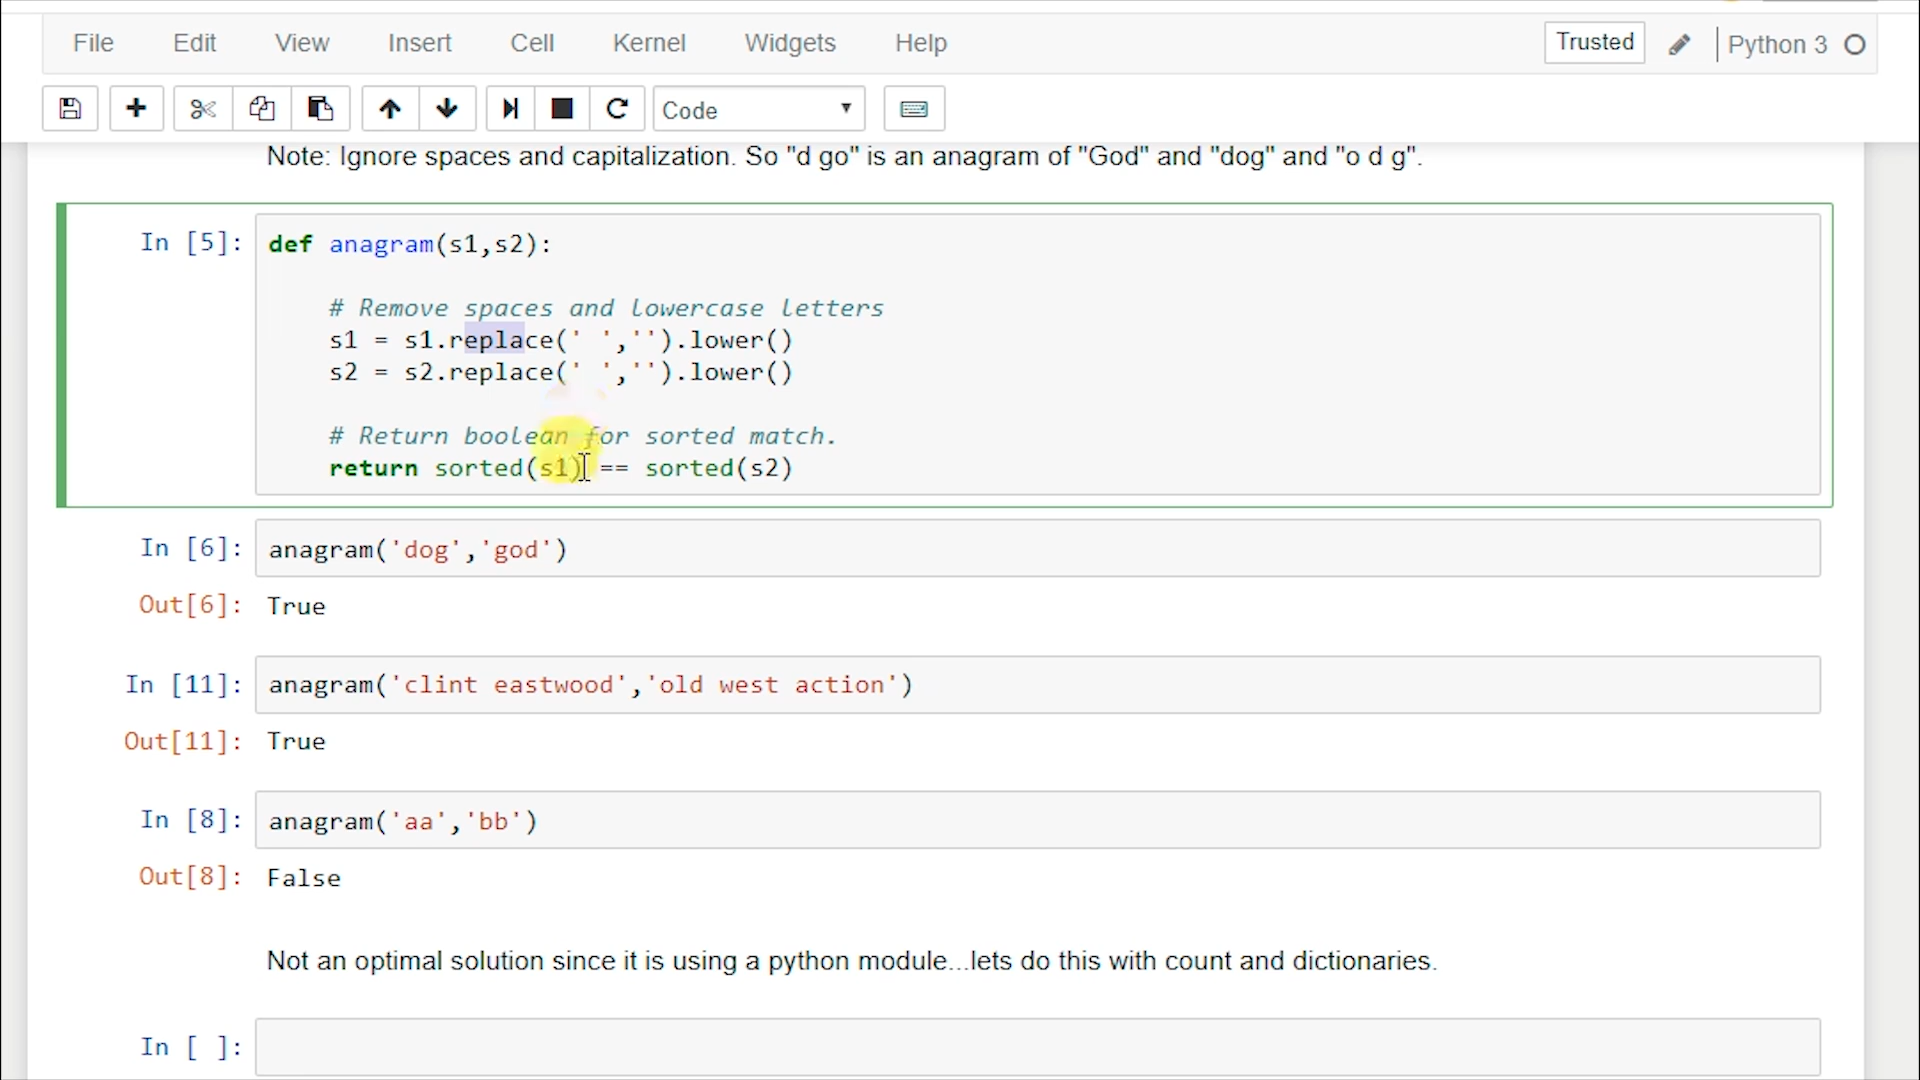 File Edit View Insert Cell Kernel Widgets Help Trusted Python 3
Code
Note: Ignore spaces and capitalization. So "d go" is an anagram of "God" and "dog" and "o d g".
In [5]: def anagram(s1,s2):
# Remove spaces and lowercase letters
s1 = s1.replace(' ','').lower()
s2 = s2.replace(' ','').lower()
# Return boolean for sorted match.
return sorted(s1) == sorted(s2)
In [6]: anagram('dog','god')
Out[6]: True
In [11]: anagram('clint eastwood','old west action')
Out[11]: True
In [8]: anagram('aa','bb')
Out[8]: False
Not an optimal solution since it is using a python module...lets do this with count and dictionaries.
In [ ]: